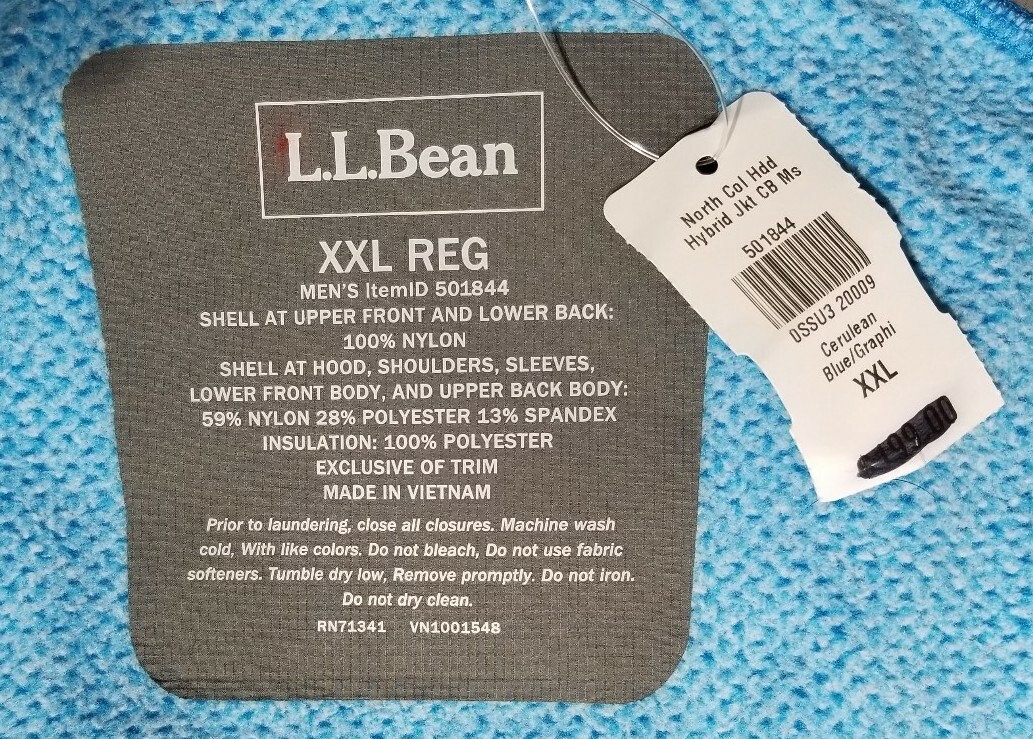 L.L.Bean
XXL REG
MEN'S ItemID 501844
SHELL AT UPPER FRONT AND LOWER BACK:
100% NYLON
SHELL AT HOOD, SHOULDERS, SLEEVES,
LOWER FRONT BODY, AND UPPER BACK BODY:
59% NYLON 28% POLYESTER 13% SPANDEX
INSULATION: 100% POLYESTER
EXCLUSIVE OF TRIM
MADE IN VIETNAM
Prior to laundering, close all closures. Machine wash
cold, With like colors. Do not bleach, Do not use fabric
softeners. Tumble dry low, Remove promptly. Do not iron.
Do not dry clean.
RN71341 VN1001548
North Col Hdd
Hybrid Jkt CB Ms
501844
0SSU3 20009
Cerulean
Blue/Graphi
XXL
199.00